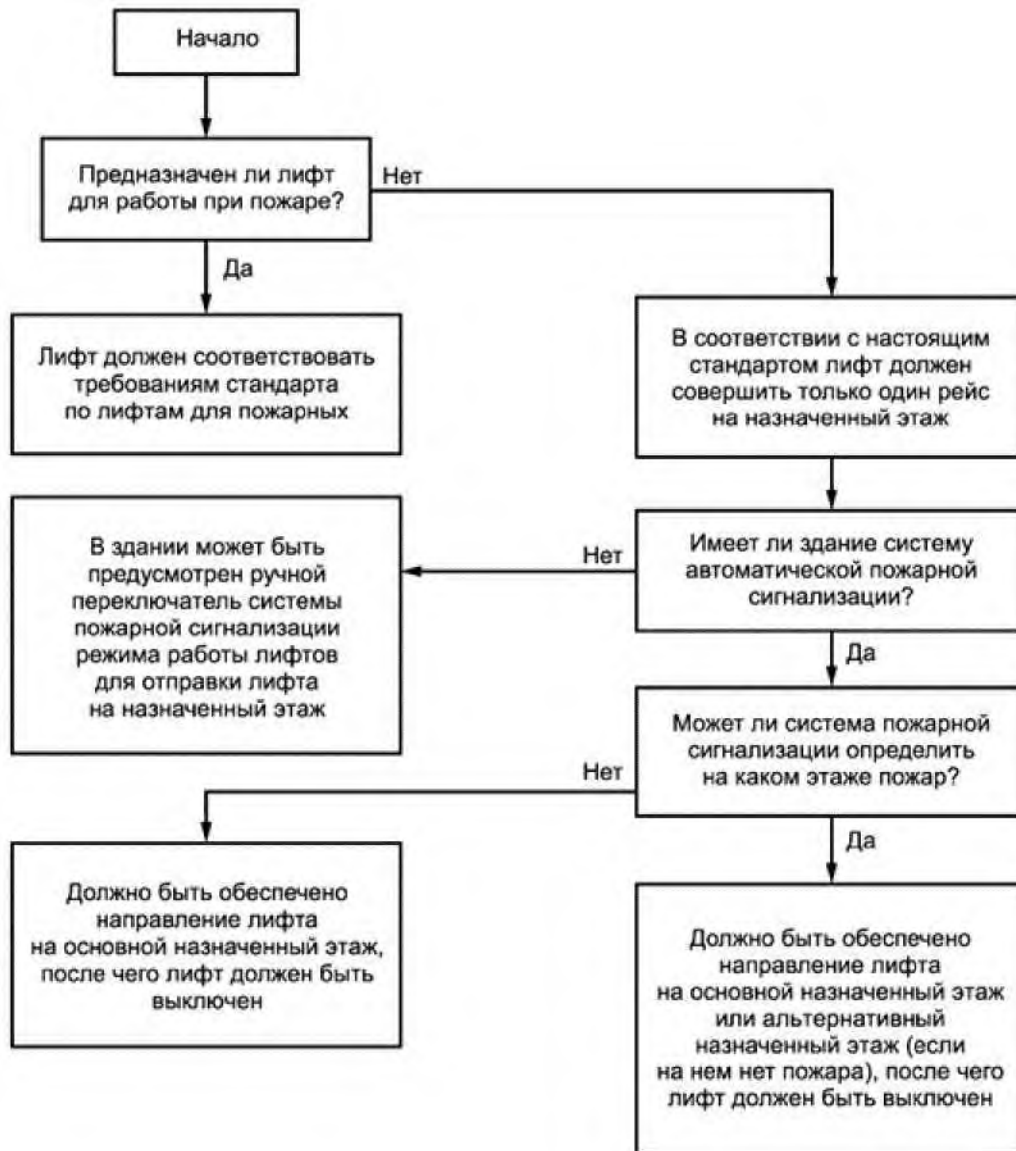 Начало
Предназначен ли лифт
для работы при пожаре?
Нет
Да
Лифт должен соответствовать
требованиям стандарта
по лифтам для пожарных
В соответствии с настоящим
стандартом лифт должен
совершить только один рейс
на назначенный этаж
В здании может быть
предусмотрен ручной
переключатель системы
пожарной сигнализации
режима работы лифтов
для отправки лифта
на назначенный этаж
Нет
Имеет ли здание систему
автоматической пожарной
сигнализации?
Да
Может ли система пожарной
сигнализации определить
на каком этаже пожар?
Нет
Да
Должно быть обеспечено
направление лифта
на основной назначенный этаж,
после чего лифт должен быть
выключен
Должно быть обеспечено
направление лифта
на основной назначенный этаж
или альтернативный
назначенный этаж (если
на нем нет пожара), после чего
лифт должен быть выключен